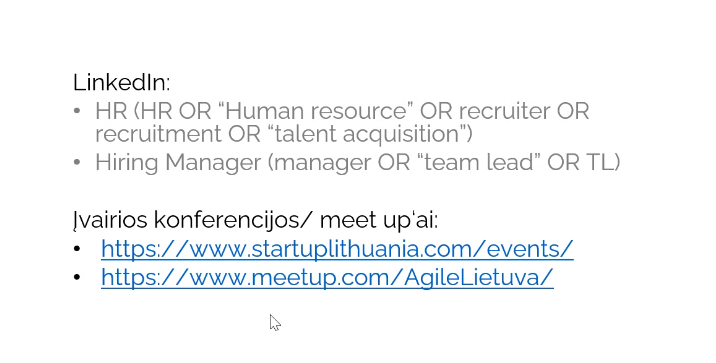 LinkedIn:
• HR (HR OR “Human resource” OR recruiter OR
recruitment OR “talent acquisition”)
• Hiring Manager (manager OR “team lead” OR TL)
Įvairios konferencijos/ meet up‘ai:
• https://www.startuplithuania.com/events/
• https://www.meetup.com/AgileLietuva/